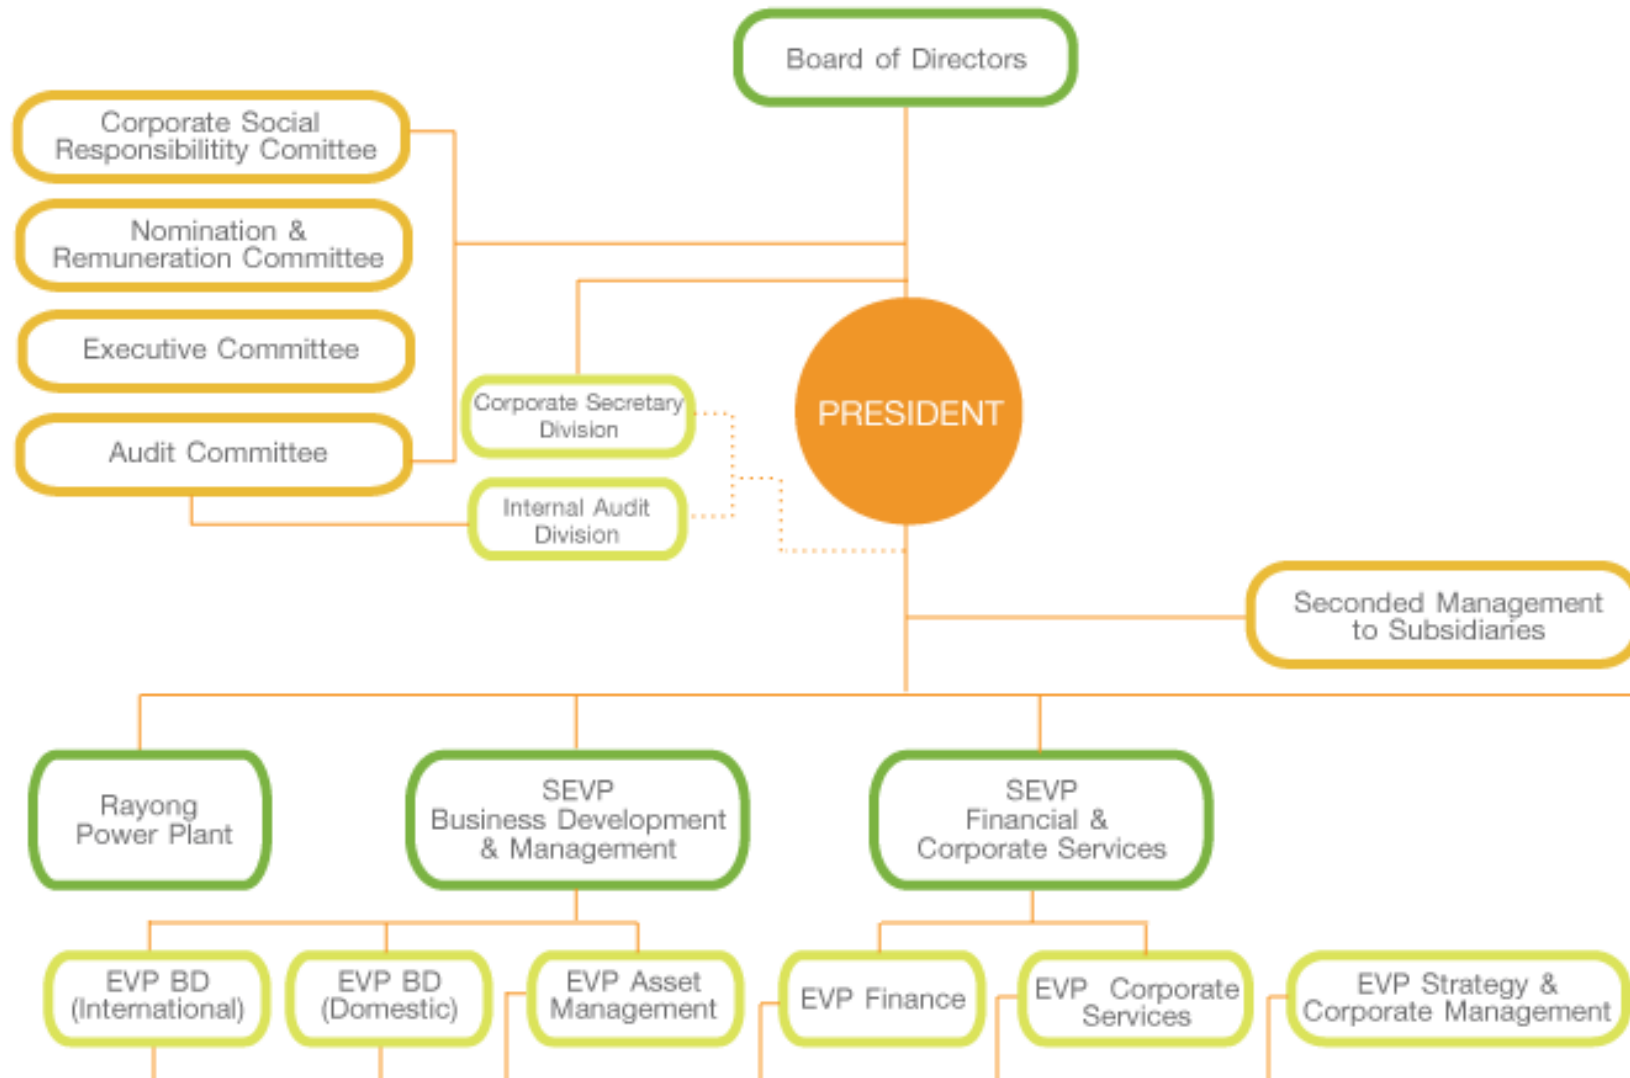 Board of Directors
Corporate Social
Responsibilitity Comittee
Nomination &
Remuneration Committee
Executive Committee
Audit Committee
Corporate Secretary
Division
Internal Audit
Division
PRESIDENT
Seconded Management
to Subsidiaries
Rayong
Power Plant
SEVP
Business Development
& Management
SEVP
Financial &
Corporate Services
EVP BD
(International)
EVP BD
(Domestic)
EVP Asset
Management
EVP Finance
EVP Corporate
Services
EVP Strategy &
Corporate Management